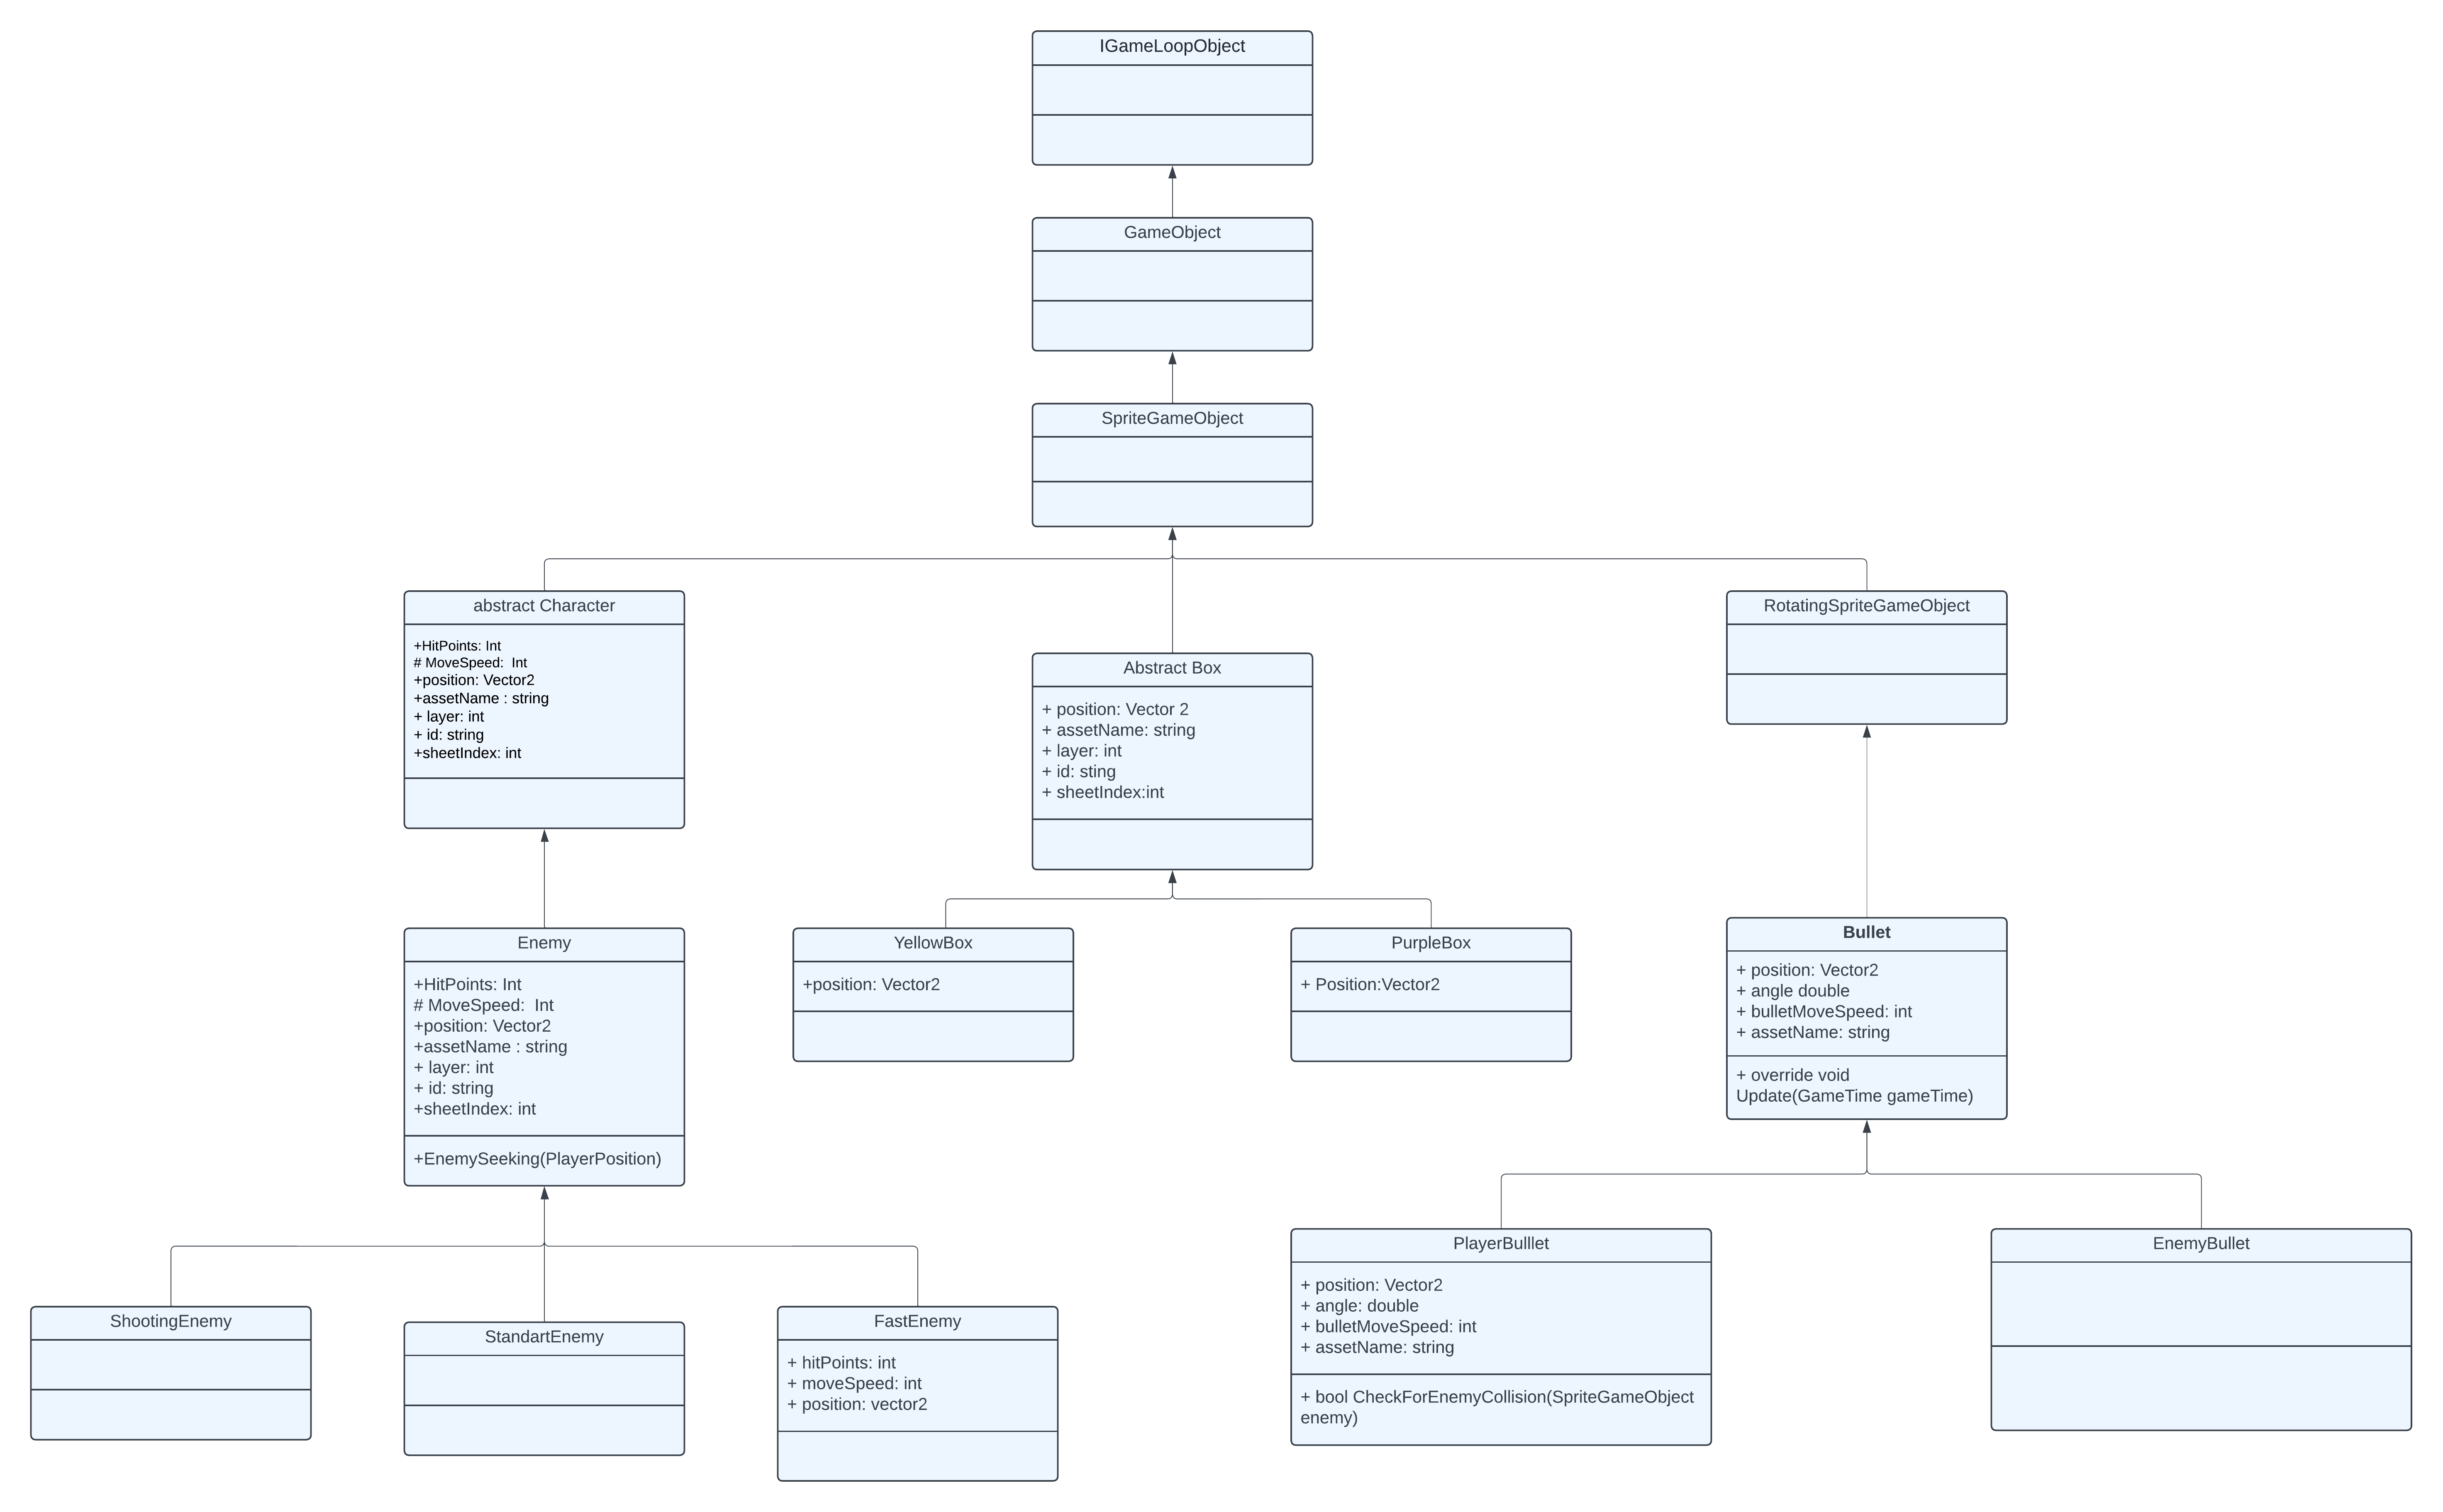 IGameLoopObject
GameObject
SpriteGameObject
abstract Character
+HitPoints: Int
# MoveSpeed:  Int
+position: Vector2
+assetName : string
+ layer: int
+ id: string
+sheetIndex: int
Abstract Box
+ position: Vector 2
+ assetName: string
+ layer: int
+ id: sting
+ sheetIndex:int
RotatingSpriteGameObject
Enemy
+HitPoints: Int
# MoveSpeed:  Int
+position: Vector2
+assetName : string
+ layer: int
+ id: string
+sheetIndex: int
+EnemySeeking(PlayerPosition)
YellowBox
+position: Vector2
PurpleBox
+ Position:Vector2
Bullet
+ position: Vector2
+ angle double
+ bulletMoveSpeed: int
+ assetName: string
+ override void
Update(GameTime gameTime)
ShootingEnemy
StandartEnemy
FastEnemy
+ hitPoints: int
+ moveSpeed: int
+ position: vector2
PlayerBulllet
+ position: Vector2
+ angle: double
+ bulletMoveSpeed: int
+ assetName: string
+ bool CheckForEnemyCollision(SpriteGameObject
enemy)
EnemyBullet